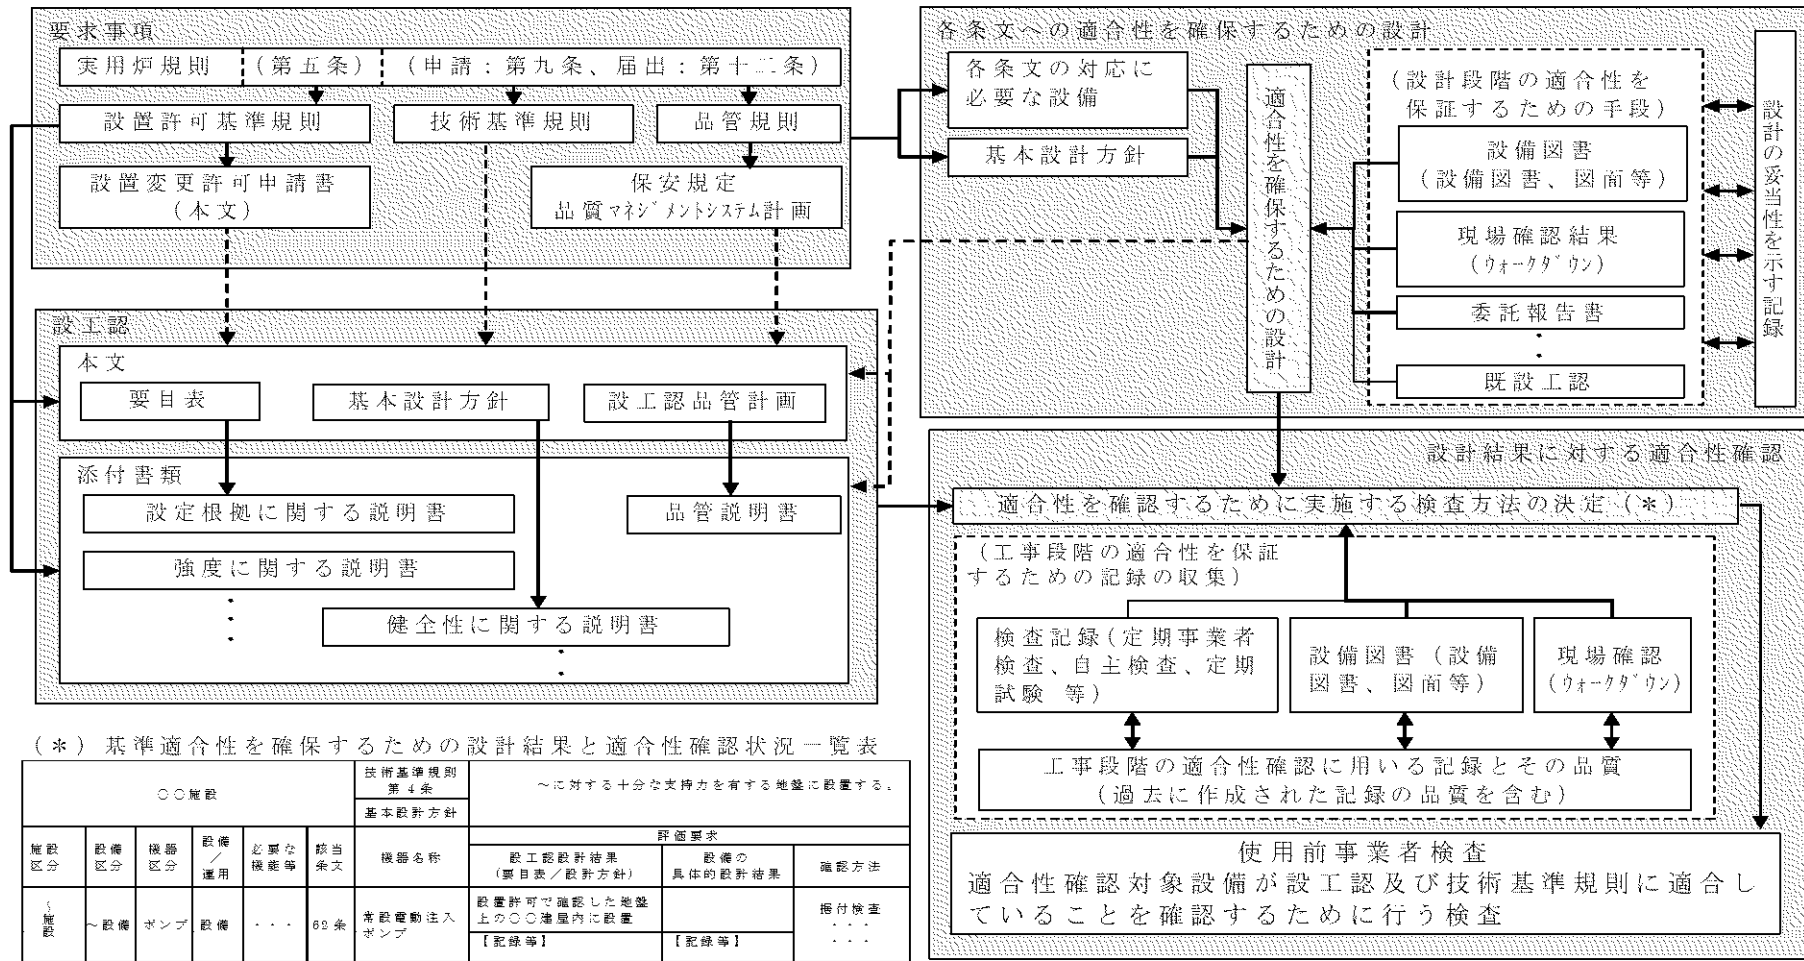 要求事項
実用炉規則
(第五条)
(申請：第九条、届出：第十二条)
設置許可基準規則
技術基準規則
品管規則
設置変更許可申請書
(本文)
保安規定
品質マネジメントシステム計画
設工認
本文
要目表
基本設計方針
設工認品管計画
添付書類
設定根拠に関する説明書
品管説明書
強度に関する説明書
・
・
・
健全性に関する説明書
・
・
各条文への適合性を確保するための設計
各条文の対応に
必要な設備
基本設計方針
適合性を確保するための設計
(設計段階の適合性を
保証するための手段)
設備図書
(設備図書、図面等)
現場確認結果
(ウォークダウン)
委託報告書
・
・
既設工認
設計の妥当性を示す記録
設計結果に対する適合性確認
適合性を確認するために実施する検査方法の決定 (＊)
(工事段階の適合性を保証
するための記録の収集)
検査記録(定期事業者
検査、自主検査、定期
試験 等)
設備図書 (設備
図書、図面等)
現場確認
(ウォークダウン)
工事段階の適合性確認に用いる記録とその品質
(過去に作成された記録の品質を含む)
使用前事業者検査
適合性確認対象設備が設工認及び技術基準規則に適合し
ていることを確認するために行う検査
(＊) 基準適合性を確保するための設計結果と適合性確認状況一覧表
○○施設
技術基準規則
第4条
基本設計方針
～に対する十分な支持力を有する地盤に設置する。
施設
区分
設備
区分
機器
区分
設備
／
運用
必要な
機能等
該当
条文
機器名称
評価要求
設工認設計結果
(要目表／設計方針)
設備の
具体的設計結果
確認方法
～施設
～設備
ポンプ
設備
・・・
62条
常設電動注入
ポンプ
設置許可で確認した地盤
上の○○建屋内に設置
【記録等】
【記録等】
据付検査
・・・
・・・